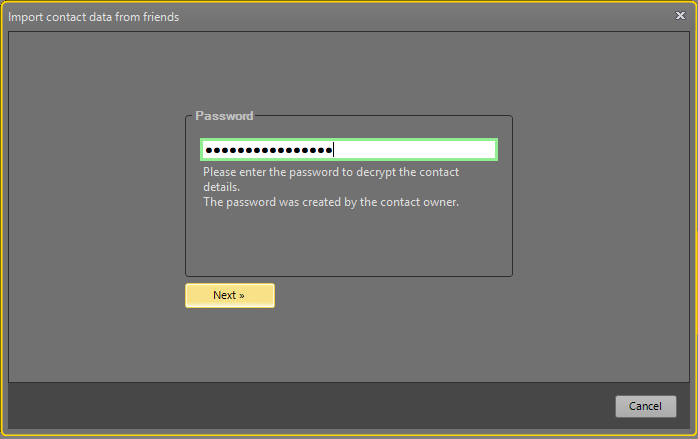 Import contact data from friends
Password
●●●●●●●●●●●●●●●●
Please enter the password to decrypt the contact
details.
The password was created by the contact owner.
Next »
Cancel